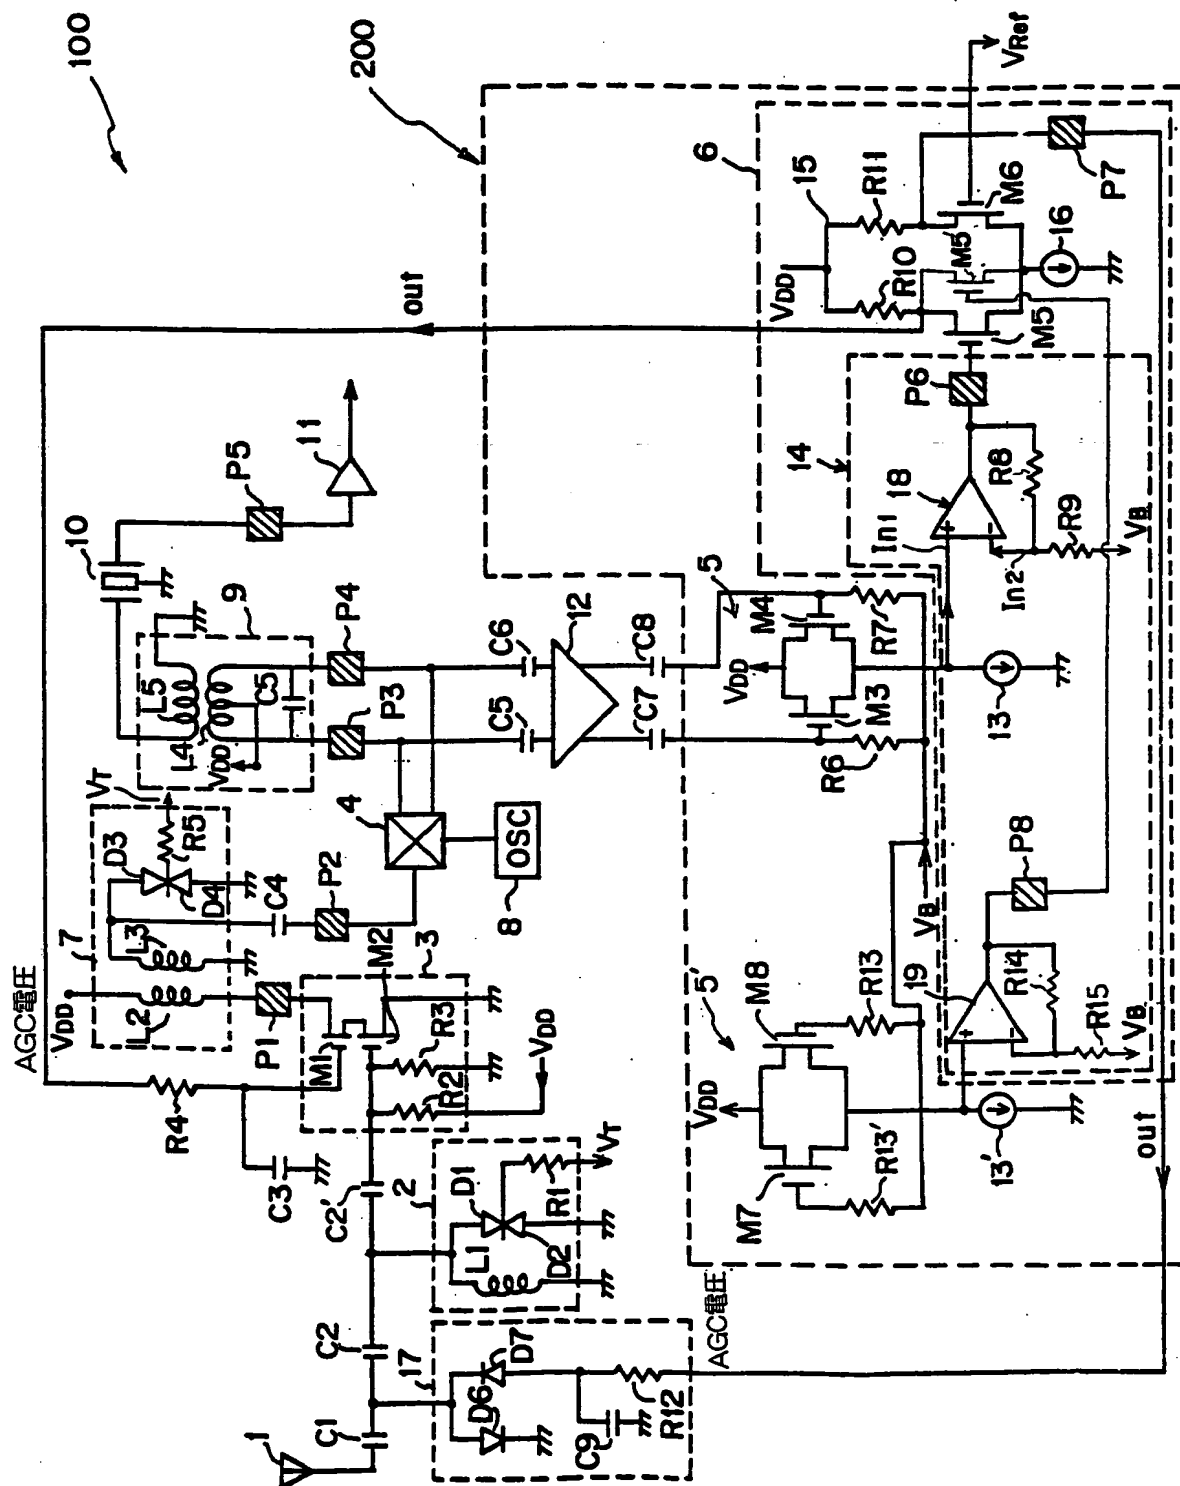 100
200
1
C1
C2
17
D6
D7
C9
R12
AGC電圧
out
C2'
2
L1
D1
D2
R1
VT
AGC電圧
R4
C3
M1
M2
3
R2
R3
VDD
VDD
7
L2
L3
D3
D4
R5
VT
P1
C4
P2
4
OSC
8
9
L4
L5
VDD
C5
10
P3
P4
P5
11
C5
C6
12
C7
C8
out
5
VDD
M3
M4
R6
R7
VB
13
5'
VDD
M7
M8
R13
R13'
13'
6
14
In1
In2
18
R8
R9
VB
P6
19
R14
R15
VB
P8
15
VDD
R10
R11
M5
M5
M6
16
P7
VRef